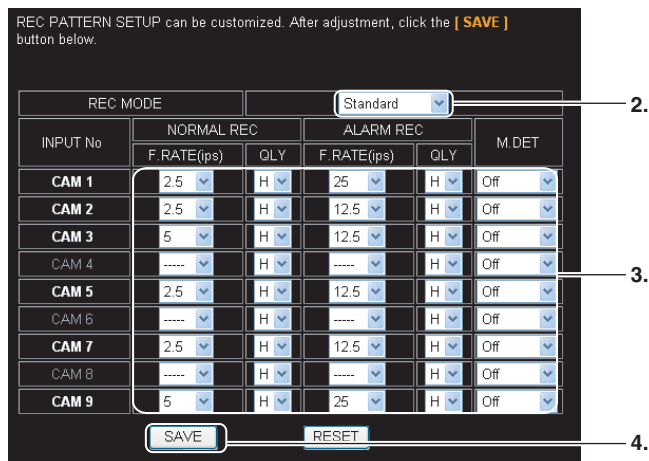 REC PATTERN SETUP can be customized. After adjustment, click the [ SAVE ]
button below.
REC MODE Standard 2.
INPUT No NORMAL REC ALARM REC M.DET
F.RATE(ips) QLY F.RATE(ips) QLY
CAM 1 2.5 H 25 H Off
CAM 2 2.5 H 12.5 H Off
CAM 3 5 H 12.5 H Off
CAM 4 ----- H ----- H Off
3.
CAM 5 2.5 H 12.5 H Off
CAM 6 ----- H ----- H Off
CAM 7 2.5 H 12.5 H Off
CAM 8 ----- H ----- H Off
CAM 9 5 H 25 H Off
SAVE RESET 4.